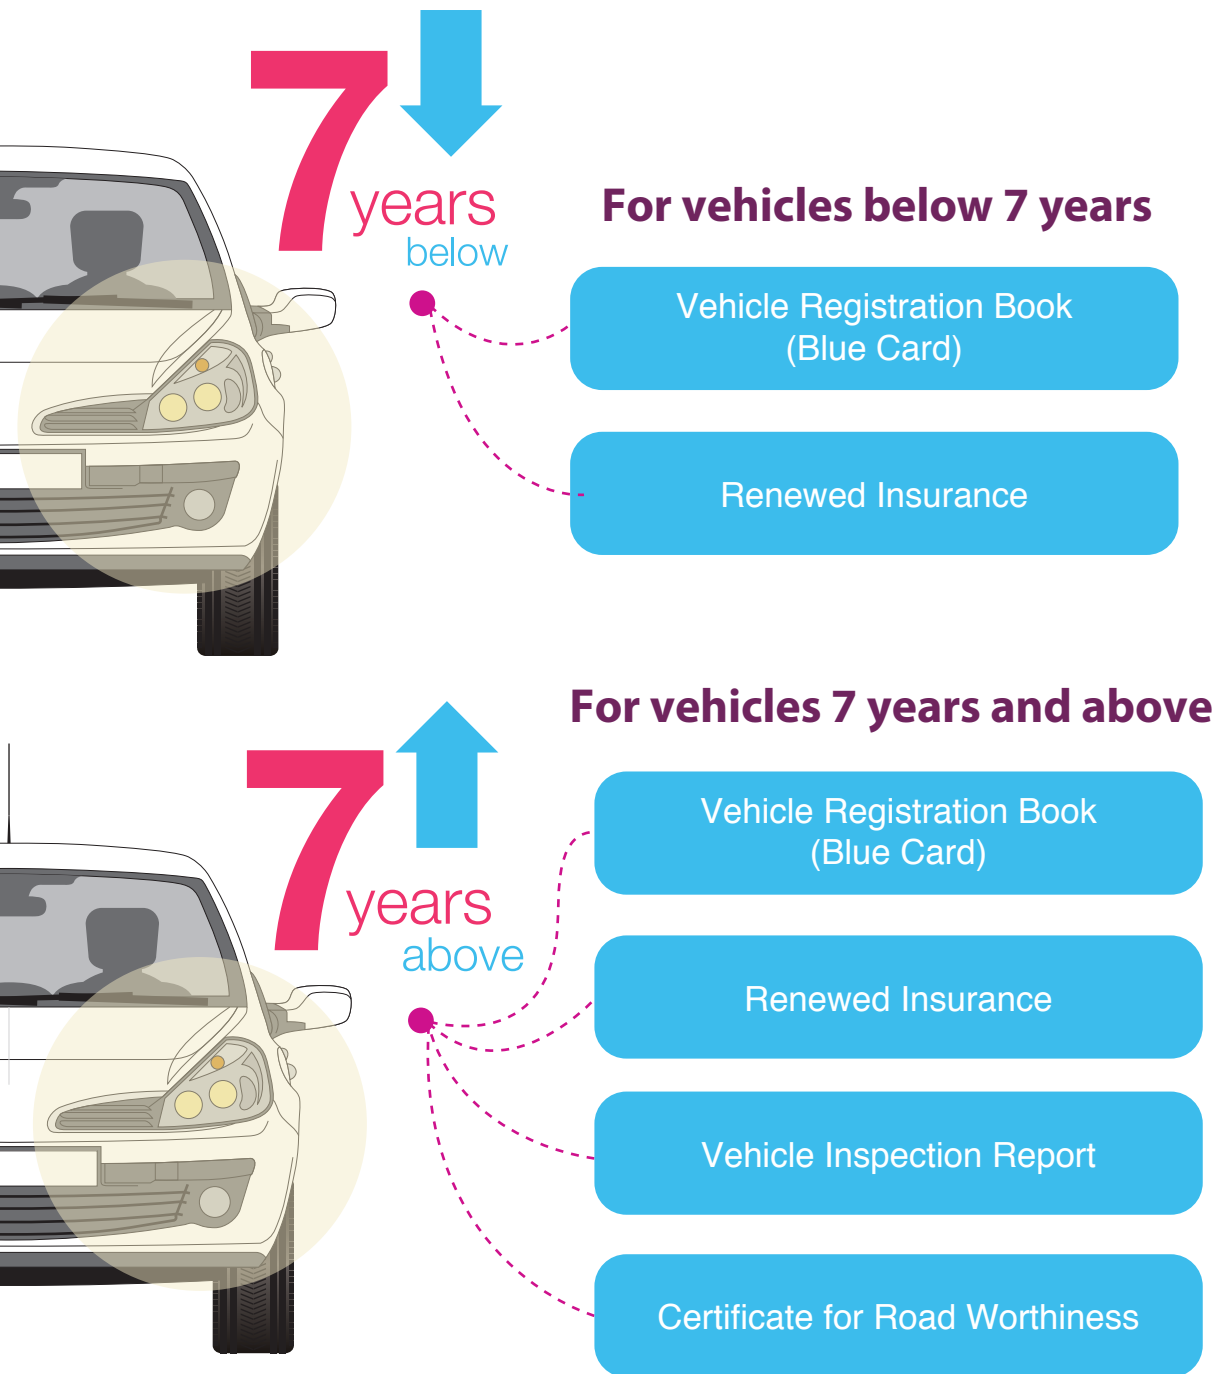 7
years
below
For vehicles below 7 years
Vehicle Registration Book
(Blue Card)
Renewed Insurance
7
years
above
For vehicles 7 years and above
Vehicle Registration Book
(Blue Card)
Renewed Insurance
Vehicle Inspection Report
Certificate for Road Worthiness